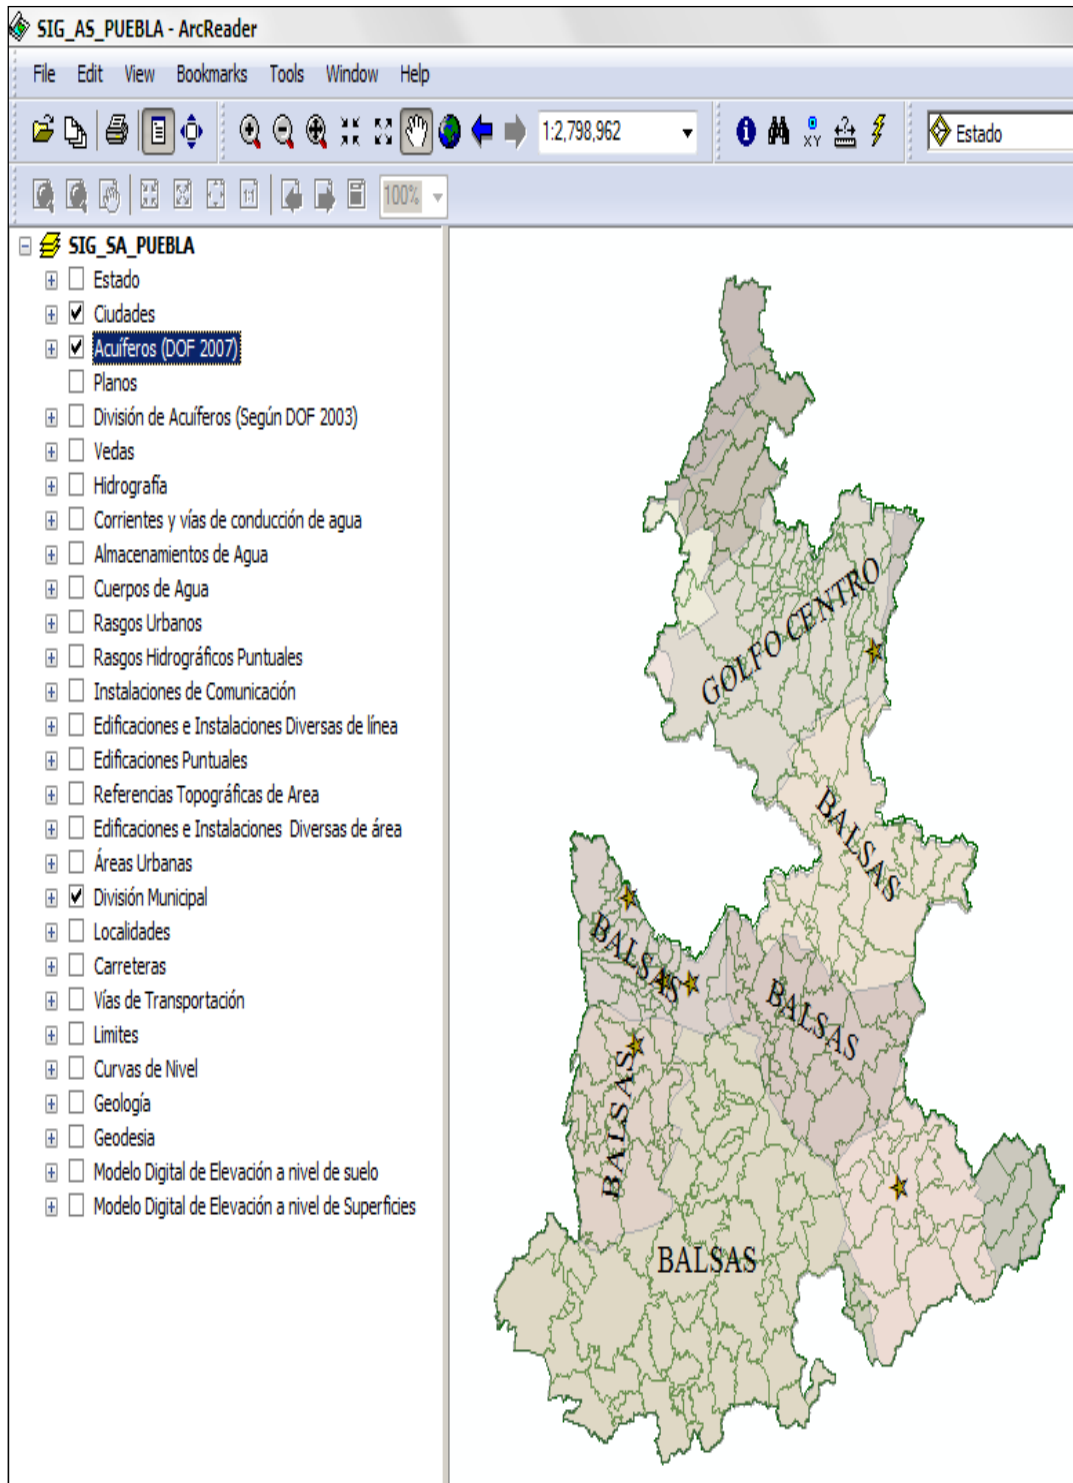 SIG_AS_PUEBLA - ArcReader
File Edit View Bookmarks Tools Window Help
1:2,798,962
XY
Estado
1:1
100%
SIG_SA_PUEBLA
Estado
Ciudades
Acuíferos (DOF 2007)
Planos
División de Acuíferos (Según DOF 2003)
Vedas
Hidrografía
Corrientes y vías de conducción de agua
Almacenamientos de Agua
Cuerpos de Agua
Rasgos Urbanos
Rasgos Hidrográficos Puntuales
Instalaciones de Comunicación
Edificaciones e Instalaciones Diversas de línea
Edificaciones Puntuales
Referencias Topográficas de Area
Edificaciones e Instalaciones Diversas de área
Áreas Urbanas
División Municipal
Localidades
Carreteras
Vías de Transportación
Limites
Curvas de Nivel
Geología
Geodesia
Modelo Digital de Elevación a nivel de suelo
Modelo Digital de Elevación a nivel de Superficies
GOLFO CENTRO
BALSAS
BALSAS
BALSAS
BALSAS
BALSAS